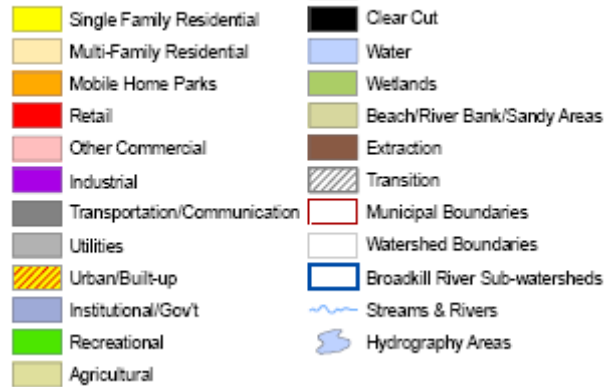 Single Family Residential
Multi-Family Residential
Mobile Home Parks
Retail
Other Commercial
Industrial
Transportation/Communication
Utilities
Urban/Built-up
Institutional/Gov't
Recreational
Agricultural
Clear Cut
Water
Wetlands
Beach/River Bank/Sandy Areas
Extraction
Transition
Municipal Boundaries
Watershed Boundaries
Broadkill River Sub-watersheds
Streams & Rivers
Hydrography Areas